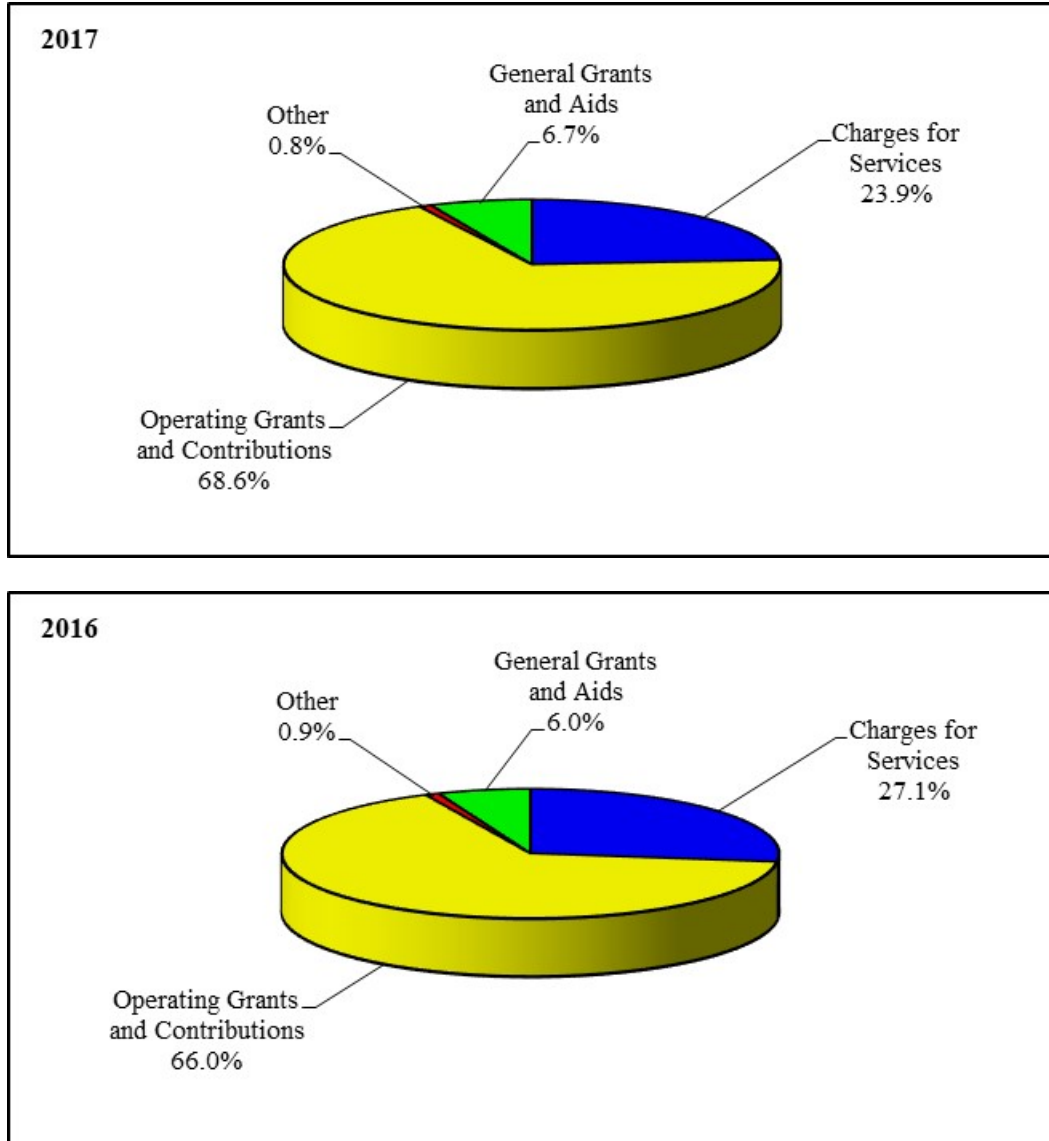 2017
General Grants
and Aids
6.7%
Other
0.8%
Charges for
Services
23.9%
Operating Grants
and Contributions
68.6%
2016
General Grants
and Aids
6.0%
Other
0.9%
Charges for
Services
27.1%
Operating Grants
and Contributions
66.0%